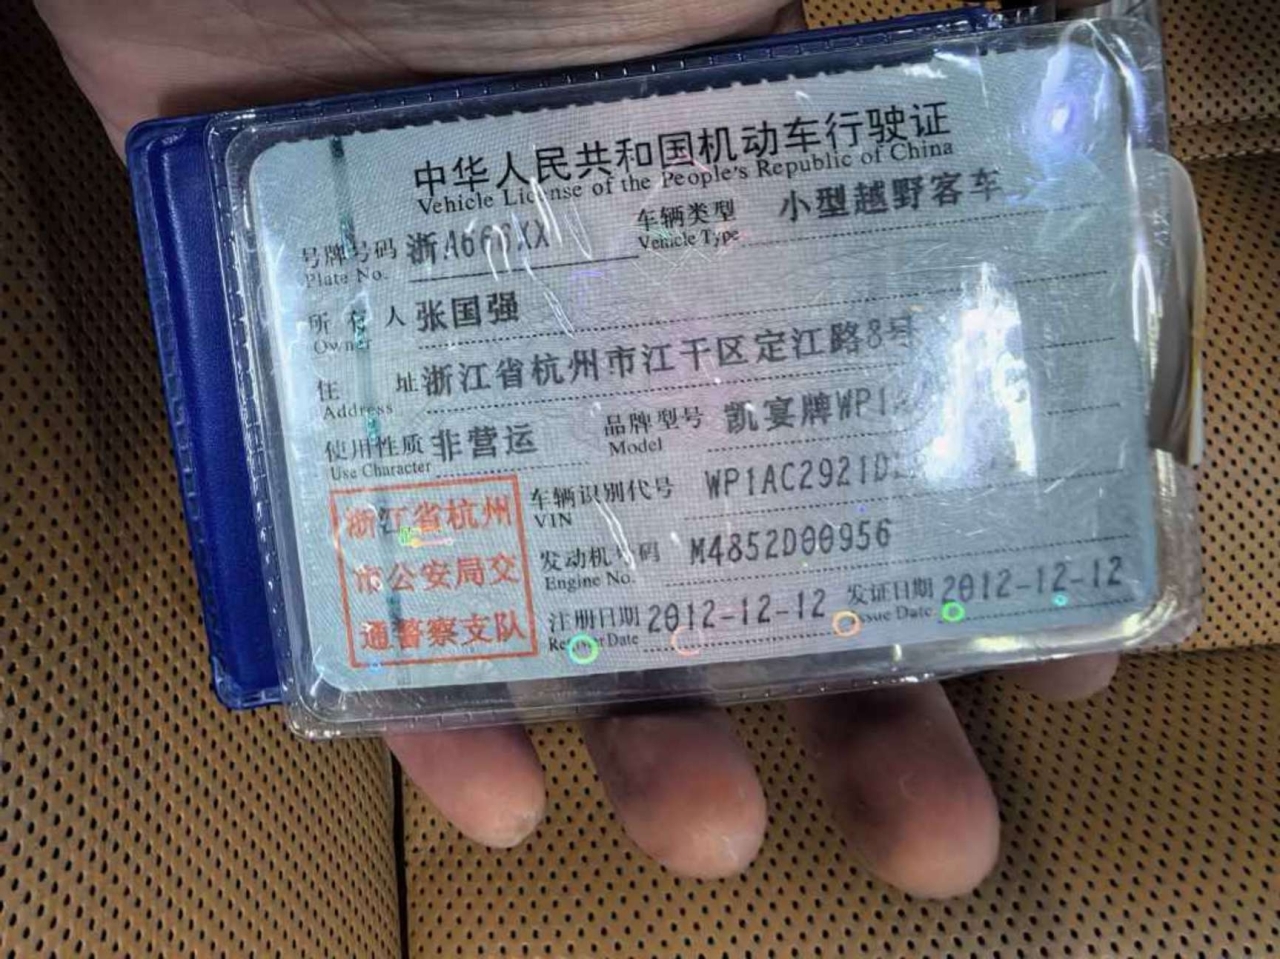 中华人民共和国机动车行驶证
Vehicle License of the People's Republic of China
号牌号码 浙A666XX 车辆类型 小型越野客车
Plate No. Vehicle Type
所有人 张国强
Owner
住址 浙江省杭州市江干区定江路8号
Address
使用性质 非营运 品牌型号 凯宴牌WP1
Use Character Model
车辆识别代号 WP1AC2921D
VIN
发动机号码 M4852D00956
Engine No.
注册日期 2012-12-12 发证日期 2012-12-12
Register Date Issue Date
浙江省杭州
市公安局交
通警察支队